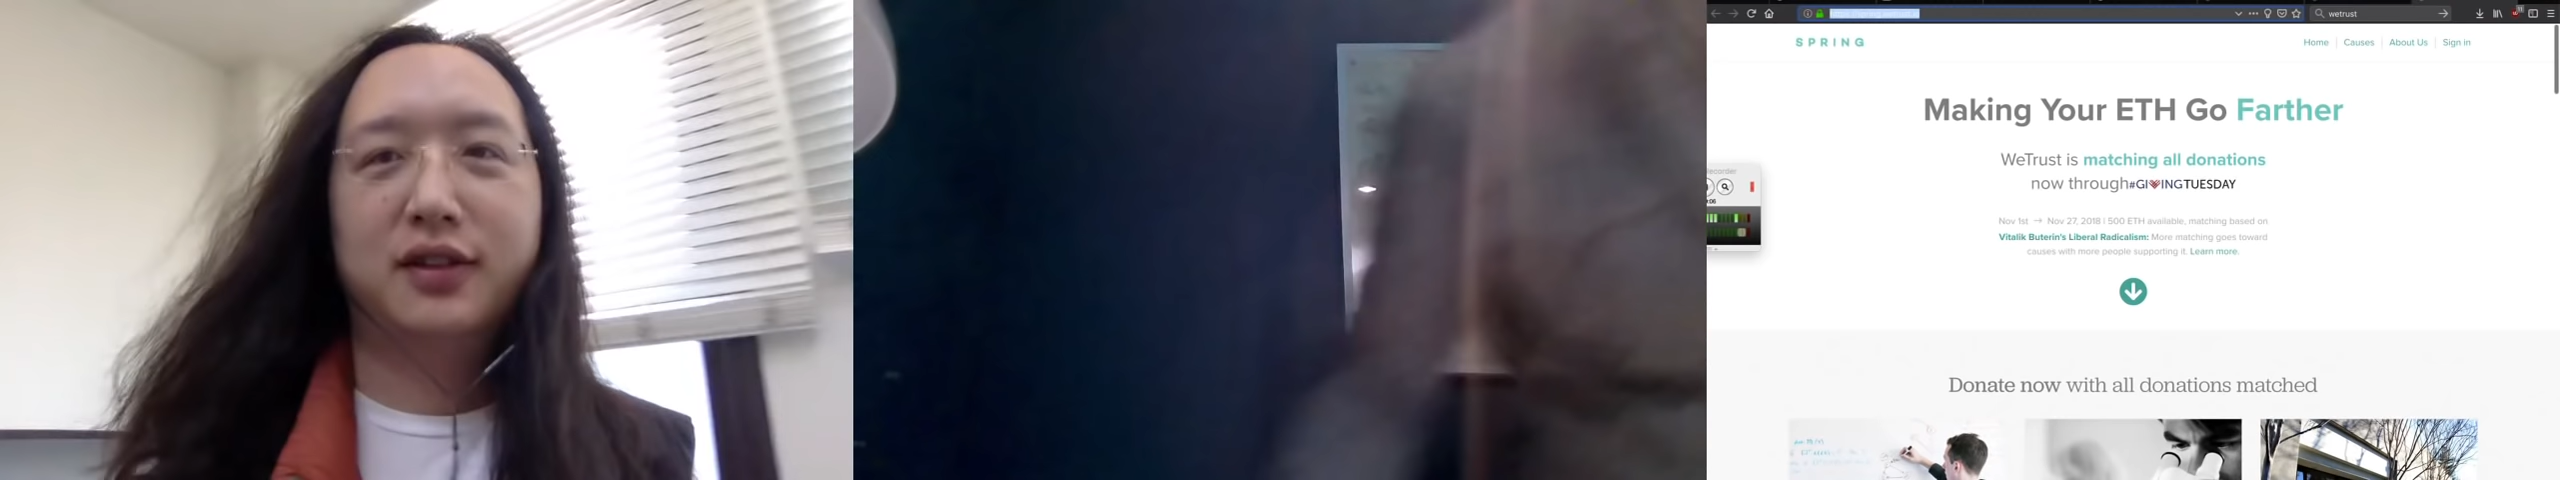 wetrust
SPRING
Home
Causes
About Us
Sign in
Making Your ETH Go Farther
WeTrust is matching all donations
now through #GIVINGTUESDAY
Nov 1st → Nov 27, 2018 | 500 ETH available, matching based on
Vitalik Buterin's Liberal Radicalism: More matching goes toward
causes with more people supporting it. Learn more.
Donate now with all donations matched